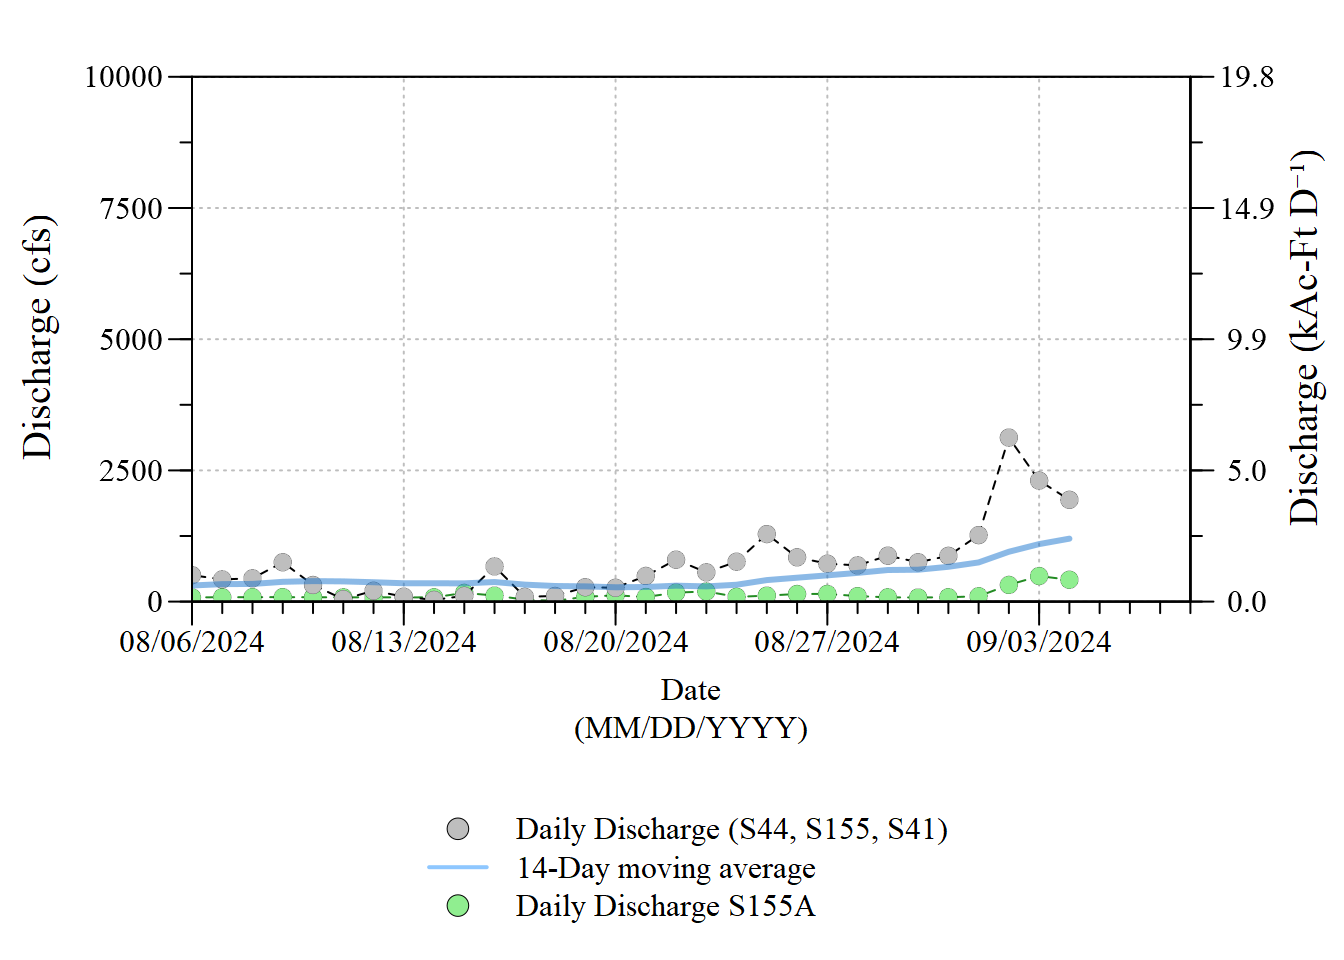 10000
7500
5000
2500
0
Discharge (cfs)
19.8
14.9
9.9
5.0
0.0
Discharge (kAc-Ft D⁻¹)
08/06/2024 08/13/2024 08/20/2024 08/27/2024 09/03/2024
Date
(MM/DD/YYYY)
Daily Discharge (S44, S155, S41)
14-Day moving average
Daily Discharge S155A